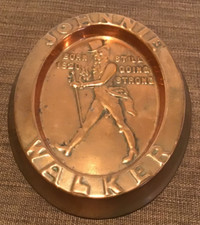 JOHNNIE
BORN 1820
STILL GOING STRONG
WALKER